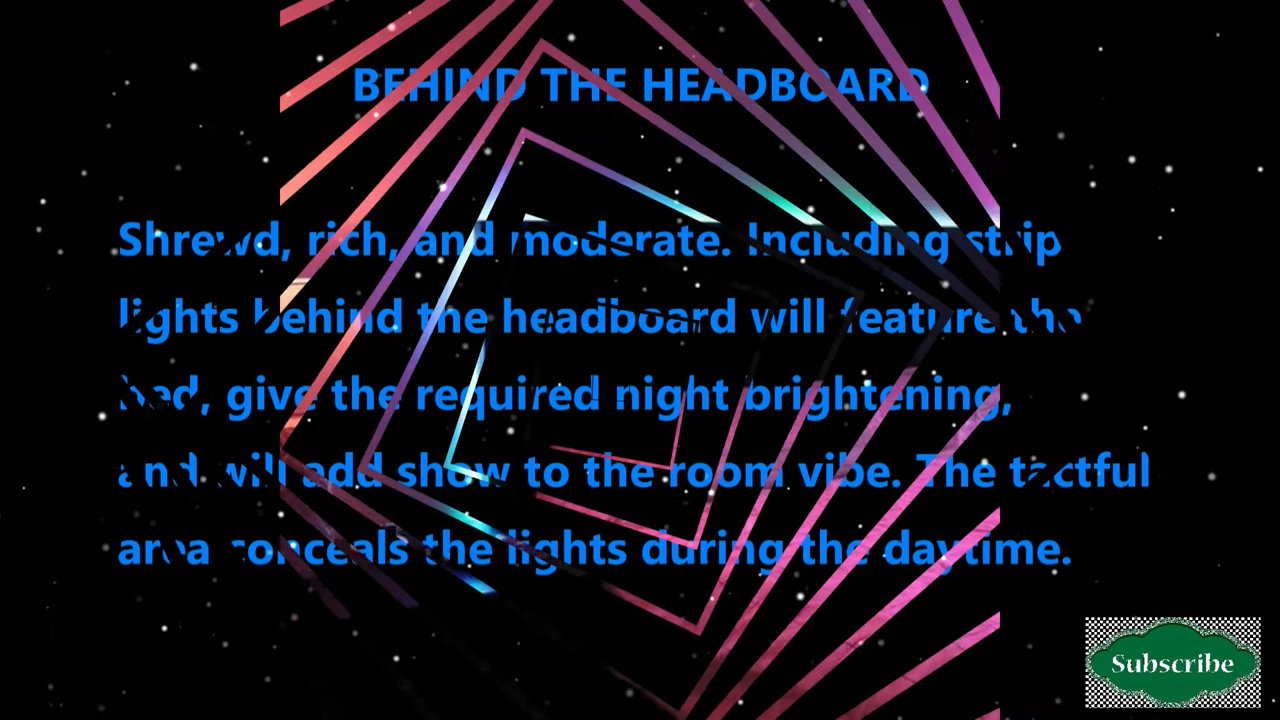 BEHIND THE HEADBOARD
Shrewd, rich, and moderate. Including strip
lights behind the headboard will feature the
bed, give the required night brightening,
and will add show to the room vibe. The tactful
area conceals the lights during the daytime.
Subscribe